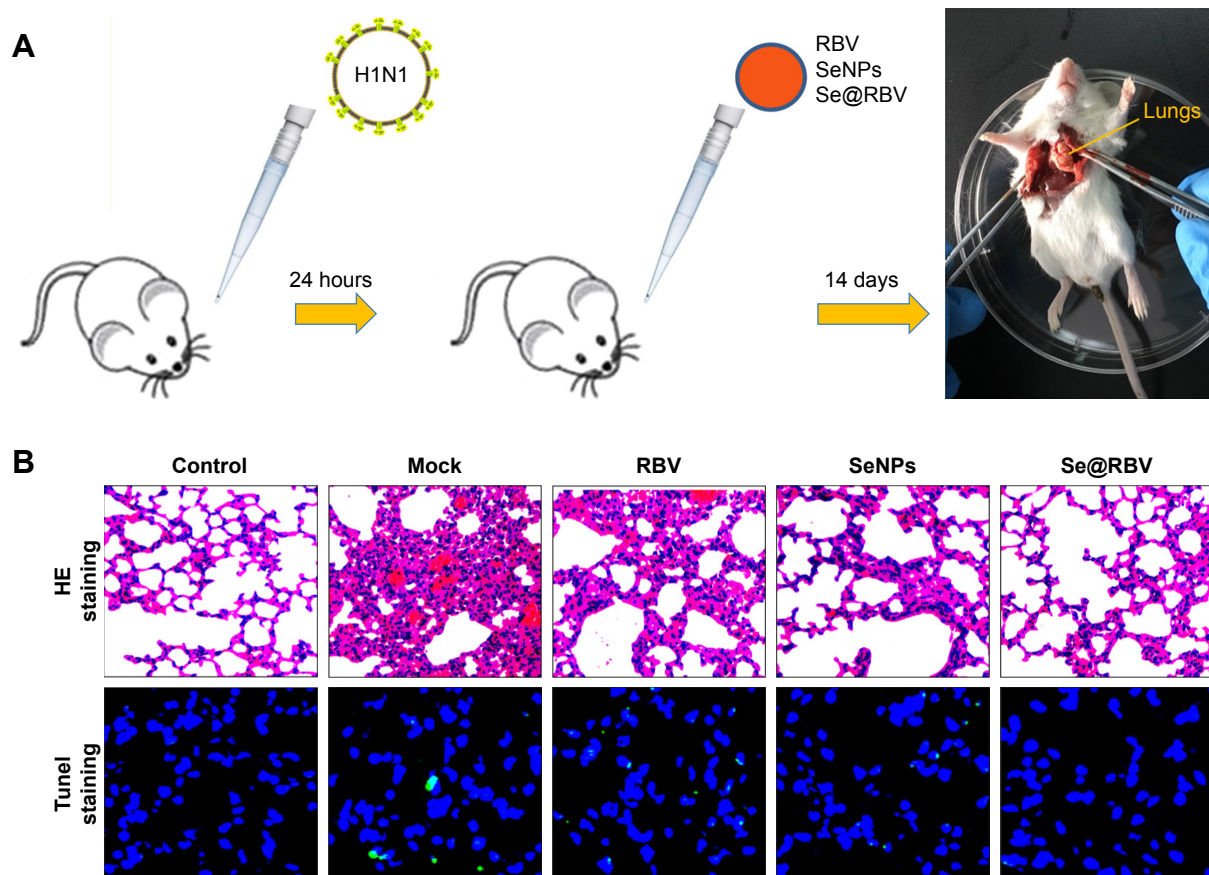 A
H1N1
RBV
SeNPs
Se@RBV
Lungs
24 hours
14 days
B
Control
Mock
RBV
SeNPs
Se@RBV
HE
staining
Tunel
staining